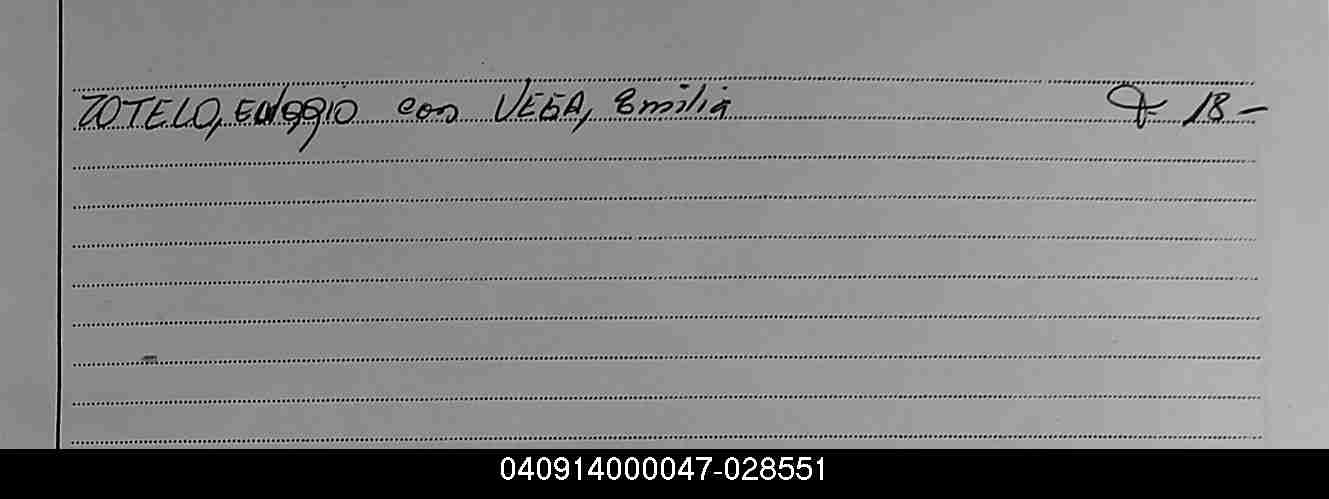 ZOTELO, Eulogio con VEGA, Emilia F 18-
040914000047-028551